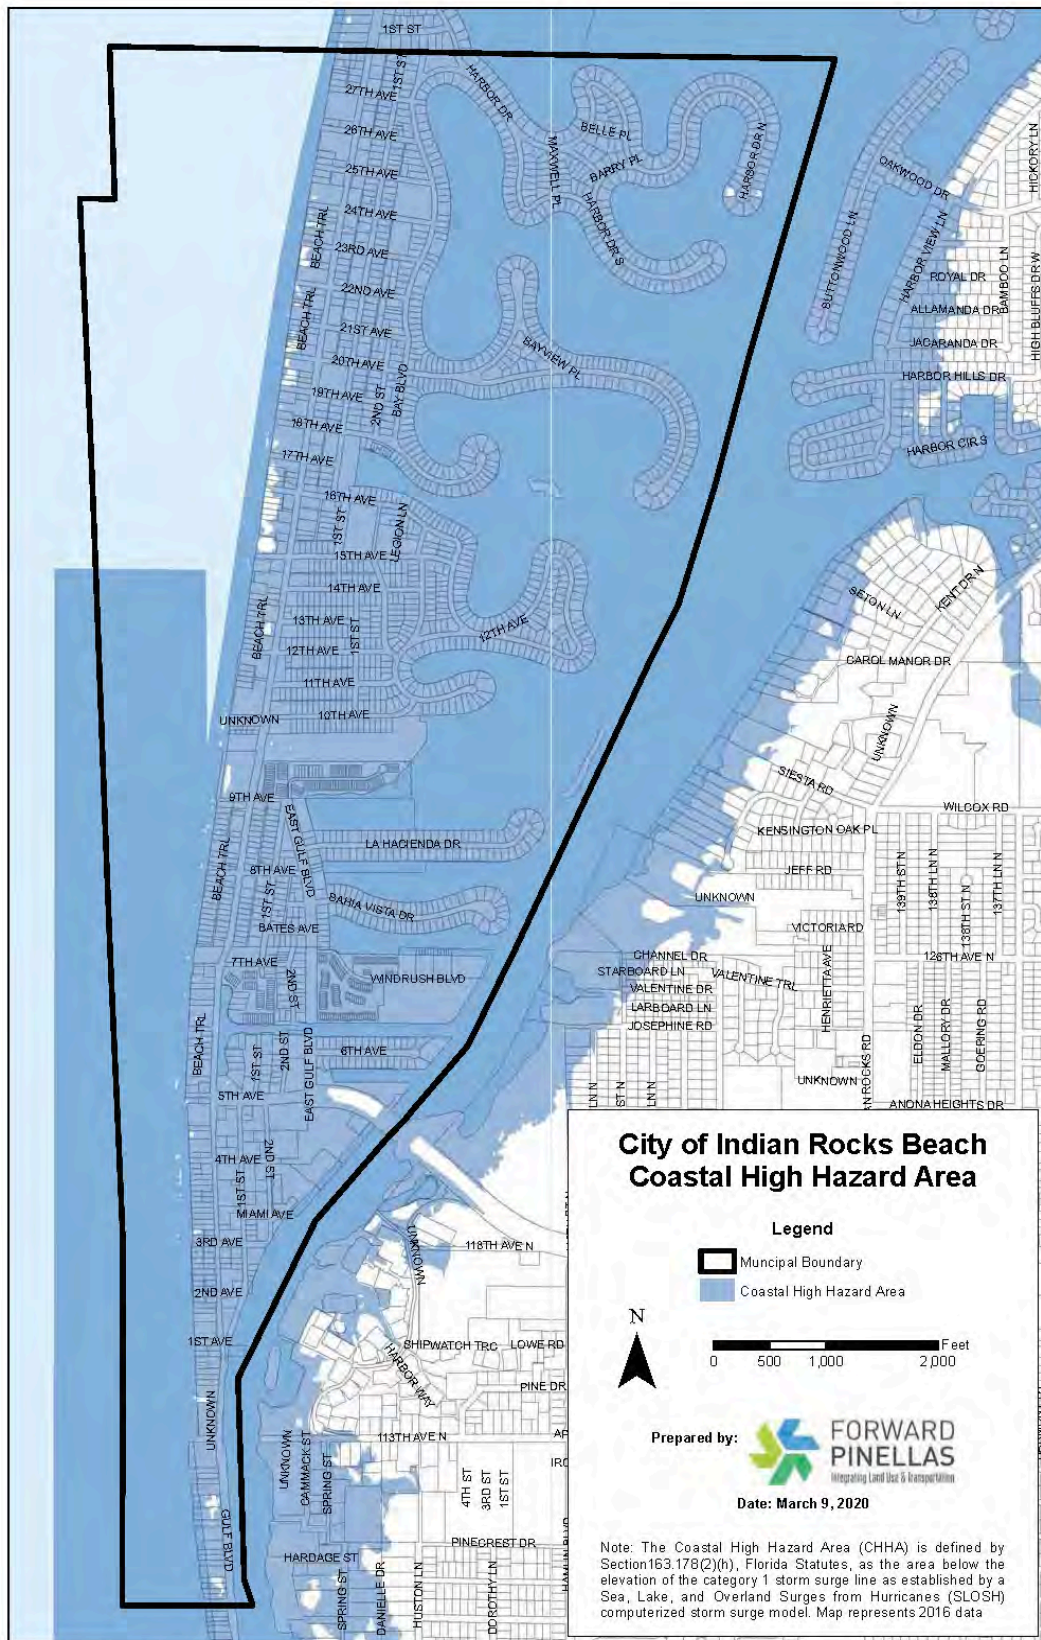 1ST ST
1ST ST
HARBOR DR
27TH AVE
26TH AVE
25TH AVE
24TH AVE
23RD AVE
22ND AVE
21ST AVE
20TH AVE
19TH AVE
18TH AVE
17TH AVE
16TH AVE
15TH AVE
14TH AVE
13TH AVE
12TH AVE
11TH AVE
10TH AVE
UNKNOWN
BEACH TRL
BEACH TRL
BEACH TRL
BELLE PL
BARRY PL
MAXWELL PL
HARBOR DR S
HARBOR DR N
BAYVIEW PL
2ND ST
BAY BLVD
1ST ST
LEGION LN
1ST ST
12TH AVE
BUTTONWOOD LN
OAKWOOD DR
HARBOR VIEW LN
HICKORY LN
ROYAL DR
BAMBOO LN
ALLAMANDA DR
HIGH BLUFFS DR W
JACARANDA DR
HARBOR HILLS DR
HARBOR CIR S
SETON LN
KENT DR N
CAROL MANOR DR
UNKNOWN
SIESTA RD
WILCOX RD
KENSINGTON OAK PL
JEFF RD
UNKNOWN
139TH ST N
138TH LN N
138TH ST N
137TH LN N
VICTORIA RD
126TH AVE N
CHANNEL DR
STARBOARD LN
VALENTINE TRL
VALENTINE DR
LARBOARD LN
JOSEPHINE RD
HENRIETTA AVE
ELDON DR
MALLORY DR
GOERING RD
UNKNOWN
AN ROCKS RD
ANONA HEIGHTS DR
LN N
ST N
LN N
9TH AVE
EAST GULF BLVD
LA HACIENDA DR
BEACH TRL
8TH AVE
1ST ST
BAHIA VISTA DR
BATES AVE
7TH AVE
2ND ST
WINDRUSH BLVD
BEACH TRL
1ST ST
2ND ST
EAST GULF BLVD
6TH AVE
5TH AVE
4TH AVE
2ND ST
1ST ST
MIAMI AVE
3RD AVE
2ND AVE
1ST AVE
UNKNOWN
GULF BLVD
UNKNOWN
118TH AVE N
SHIPWATCH TRC
LOWE RD
HARBOR WAY
PINE DR
113TH AVE N
AP
IRO
UNKNOWN
CAMMACK ST
SPRING ST
4TH ST
3RD ST
1ST ST
PINECREST DR
HARDAGE ST
SPRING ST
DANIELLE DR
HUSTON LN
DOROTHY LN
HAMLIN BLVD
City of Indian Rocks Beach
Coastal High Hazard Area
Legend
Muncipal Boundary
Coastal High Hazard Area
N
Feet
0 500 1,000 2,000
Prepared by:
FORWARD
PINELLAS
Integrating Land Use & Transportation
Date: March 9, 2020
Note: The Coastal High Hazard Area (CHHA) is defined by
Section163.178(2)(h), Florida Statutes, as the area below the
elevation of the category 1 storm surge line as established by a
Sea, Lake, and Overland Surges from Hurricanes (SLOSH)
computerized storm surge model. Map represents 2016 data